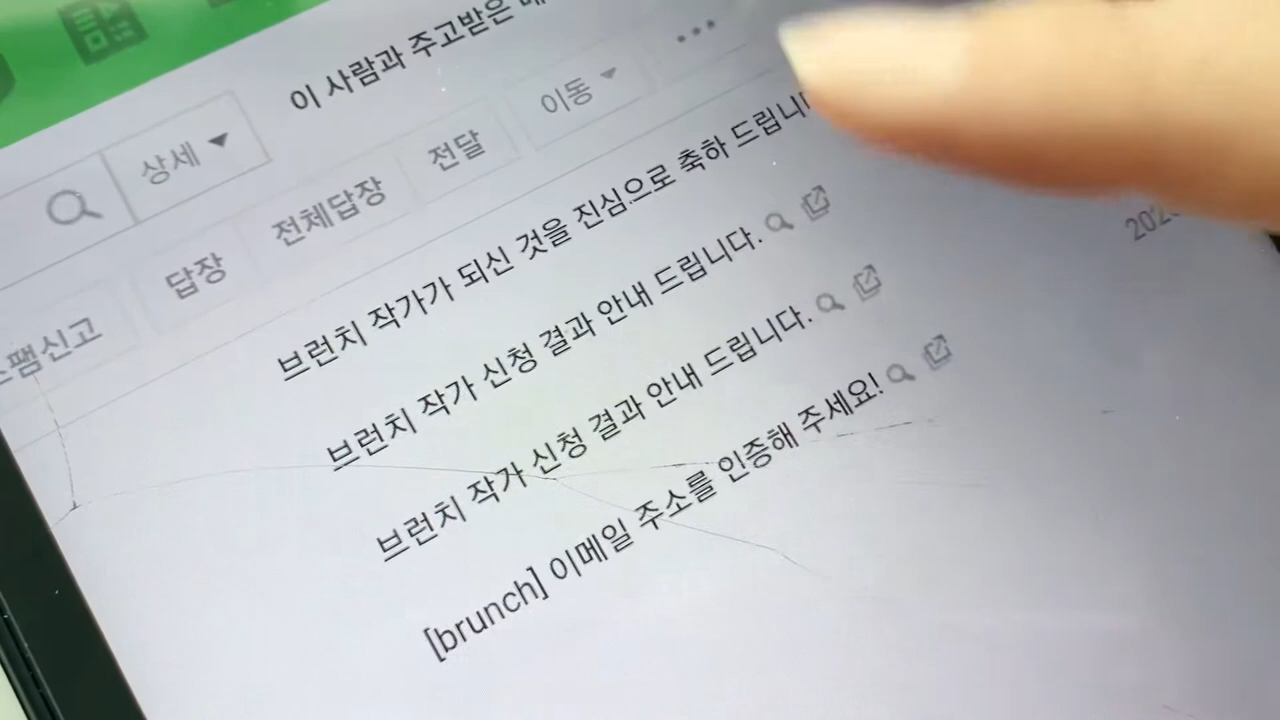 이 사람과 주고받은
상세
스팸신고 답장 전체답장 전달 이동
브런치 작가가 되신 것을 진심으로 축하
브런치 작가 신청 결과 안내 드립니다.
브런치 작가 신청 결과 안내 드립니다.
[brunch] 이메일 주소를 인증해 주세요!